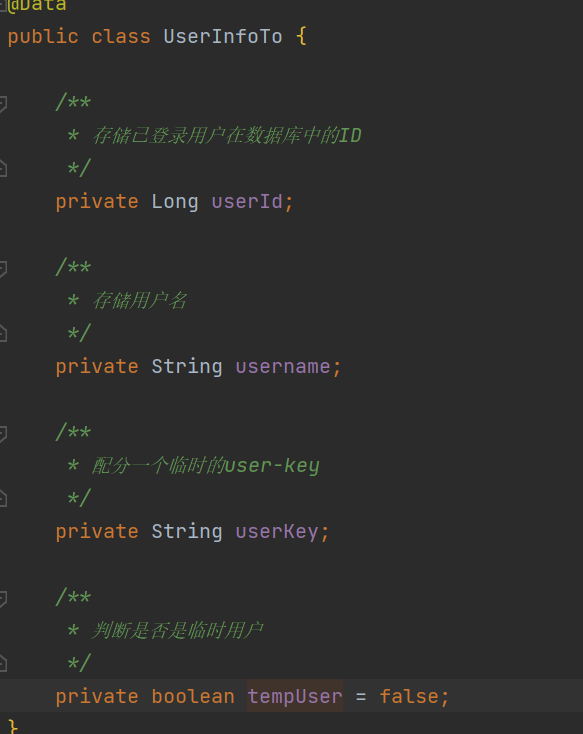 @Data
public class UserInfoTo {
/**
* 存储已登录用户在数据库中的ID
*/
private Long userId;
/**
* 存储用户名
*/
private String username;
/**
* 配分一个临时的user-key
*/
private String userKey;
/**
* 判断是否是临时用户
*/
private boolean tempUser = false;
}